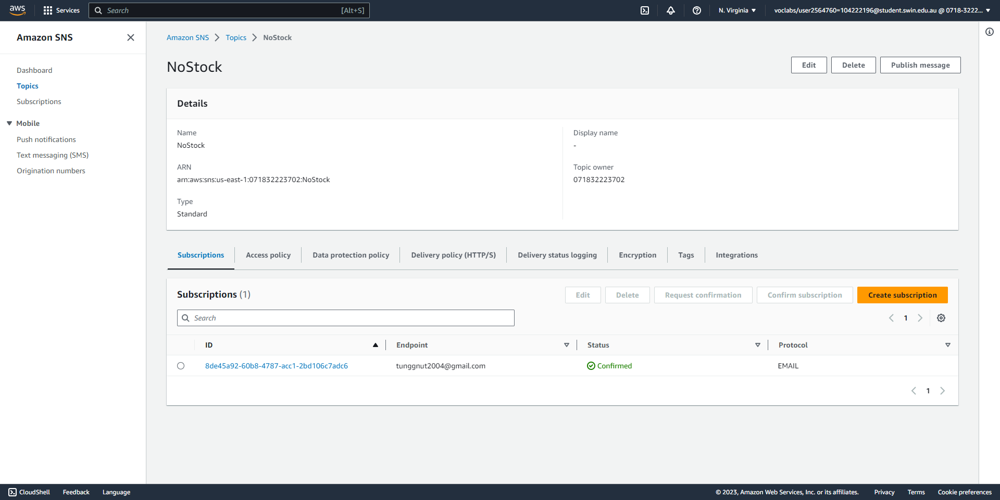 aws Services Search [Alt+S] N. Virginia voclabs/user2564760=104222196@student.swin.edu.au @ 0718-3222...
Amazon SNS
Dashboard
Topics
Subscriptions
Mobile
Push notifications
Text messaging (SMS)
Origination numbers
Amazon SNS Topics NoStock
NoStock
Edit Delete Publish message
Details
Name
NoStock
ARN
arn:aws:sns:us-east-1:071832223702:NoStock
Type
Standard
Display name
-
Topic owner
071832223702
Subscriptions Access policy Data protection policy Delivery policy (HTTP/S) Delivery status logging Encryption Tags Integrations
Subscriptions (1)
Edit Delete Request confirmation Confirm subscription Create subscription
Search
1
ID Endpoint Status Protocol
8de45a92-60b8-4787-acc1-2bd106c7adc6 tunggnut2004@gmail.com Confirmed EMAIL
1
CloudShell Feedback Language © 2023, Amazon Web Services, Inc. or its affiliates. Privacy Terms Cookie preferences